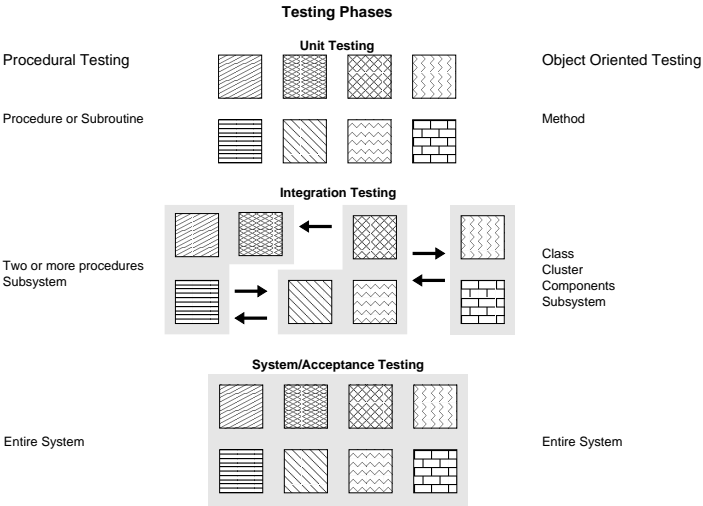 Testing Phases
Unit Testing
Procedural Testing
Object Oriented Testing
Procedure or Subroutine
Method
Integration Testing
Two or more procedures
Subsystem
Class
Cluster
Components
Subsystem
System/Acceptance Testing
Entire System
Entire System